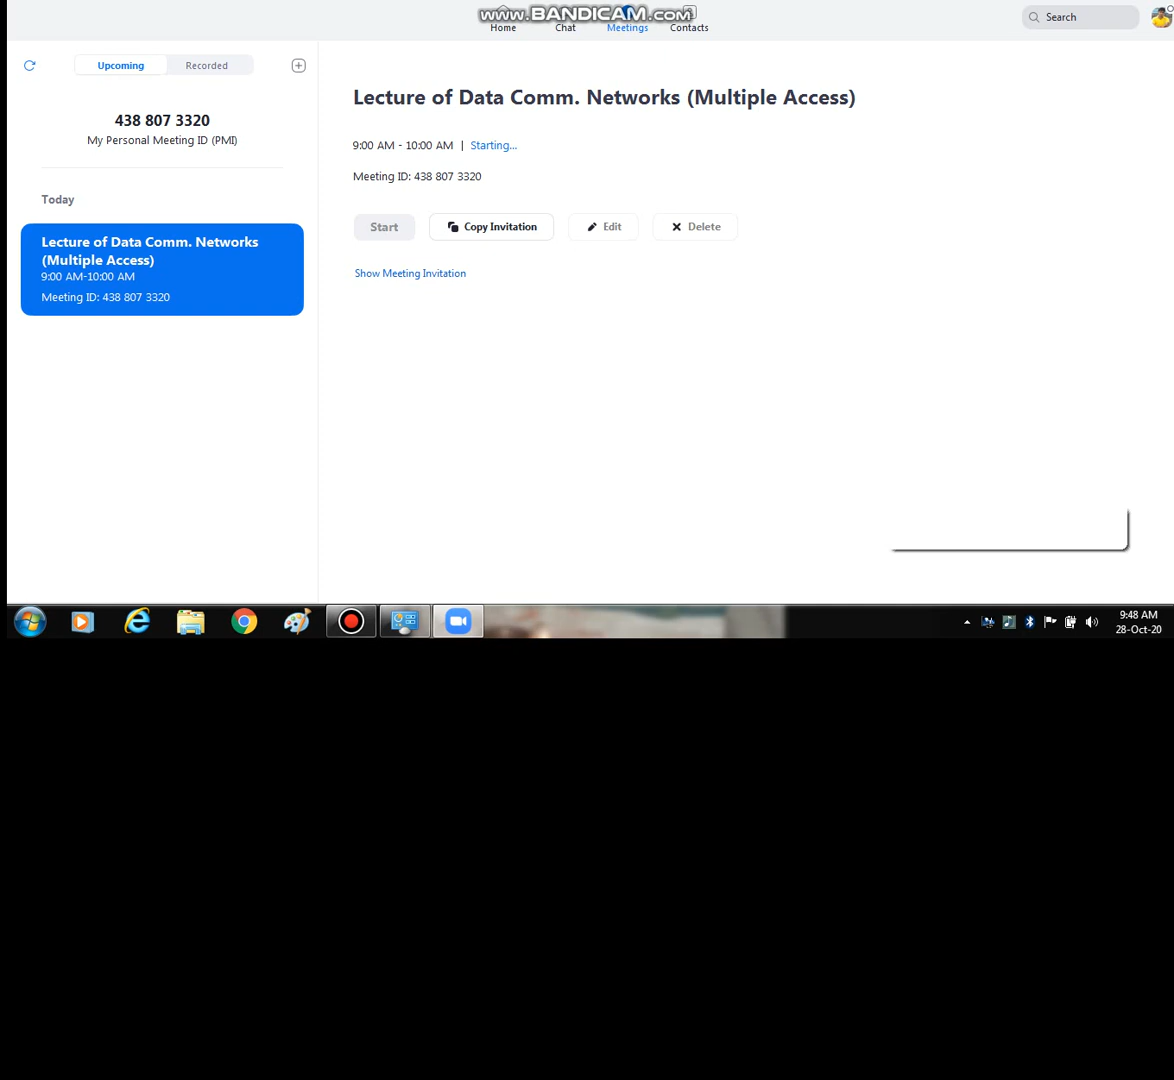 www.BANDICAM.com
Home
Chat
Meetings
Contacts
Search
Upcoming
Recorded
438 807 3320
My Personal Meeting ID (PMI)
Today
Lecture of Data Comm. Networks
(Multiple Access)
9:00 AM-10:00 AM
Meeting ID: 438 807 3320
Lecture of Data Comm. Networks (Multiple Access)
9:00 AM - 10:00 AM | Starting...
Meeting ID: 438 807 3320
Start
Copy Invitation
Edit
Delete
Show Meeting Invitation
9:48 AM
28-Oct-20